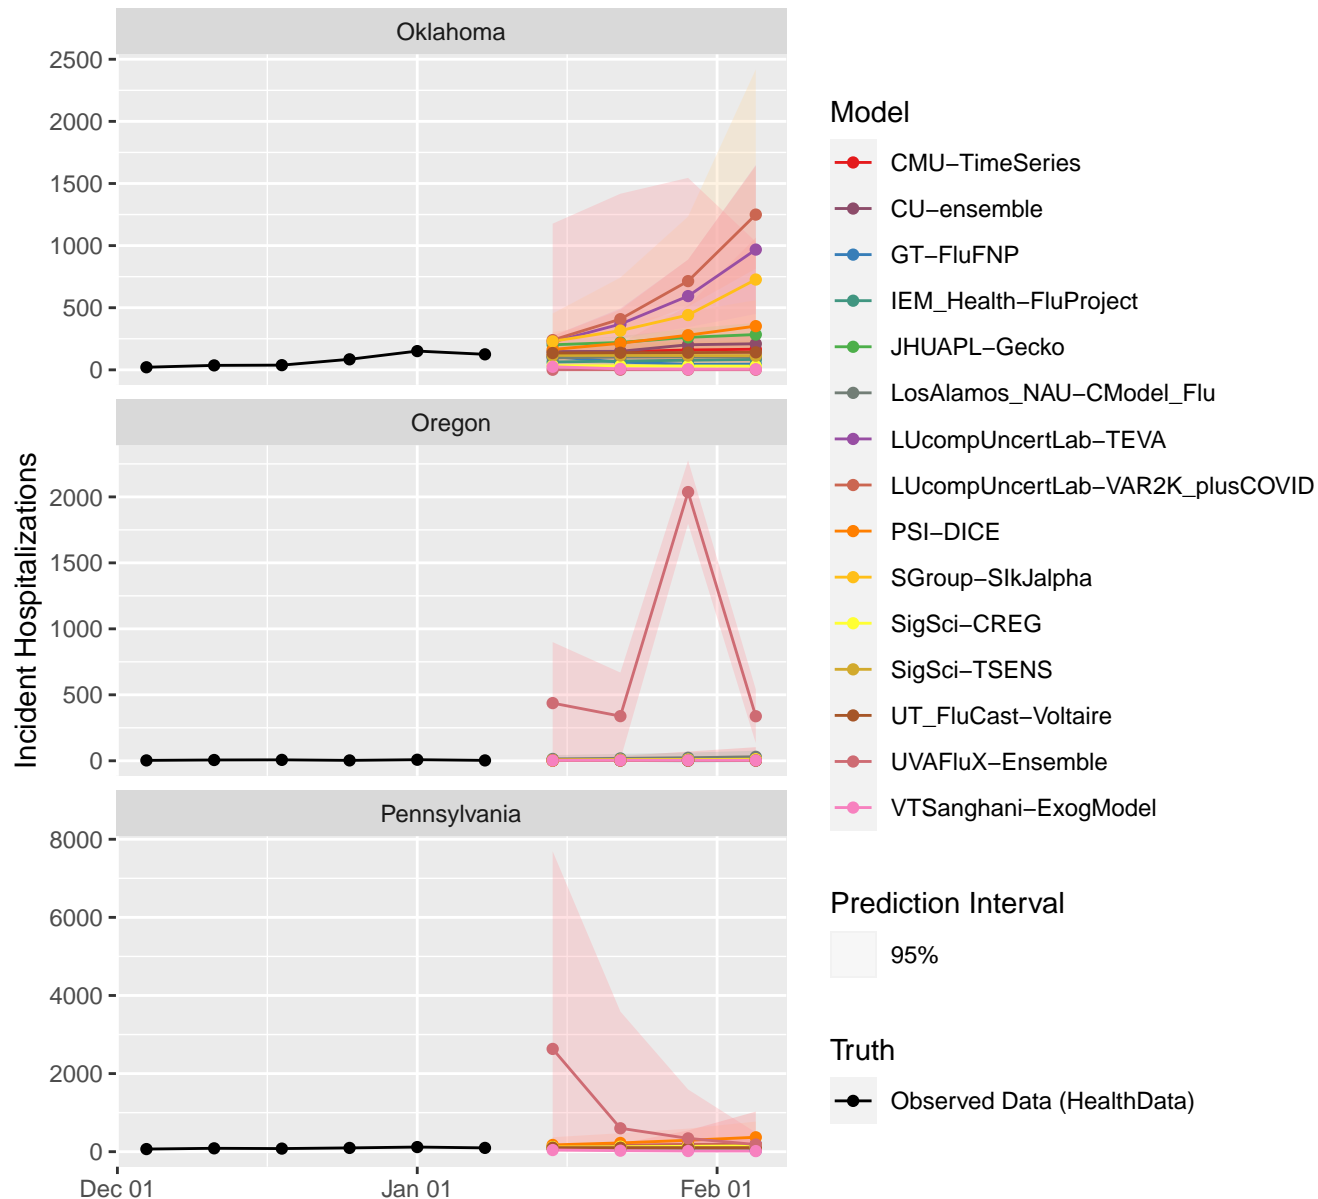 Oklahoma
2500
2000
1500
1000
500
0
Oregon
2000
1500
1000
500
0
Pennsylvania
8000
6000
4000
2000
0
Dec 01
Jan 01
Feb 01
Incident Hospitalizations
Model
CMU−TimeSeries
CU−ensemble
GT−FluFNP
IEM_Health−FluProject
JHUAPL−Gecko
LosAlamos_NAU−CModel_Flu
LUcompUncertLab−TEVA
LUcompUncertLab−VAR2K_plusCOVID
PSI−DICE
SGroup−SIkJalpha
SigSci−CREG
SigSci−TSENS
UT_FluCast−Voltaire
UVAFluX−Ensemble
VTSanghani−ExogModel
Prediction Interval
95%
Truth
Observed Data (HealthData)